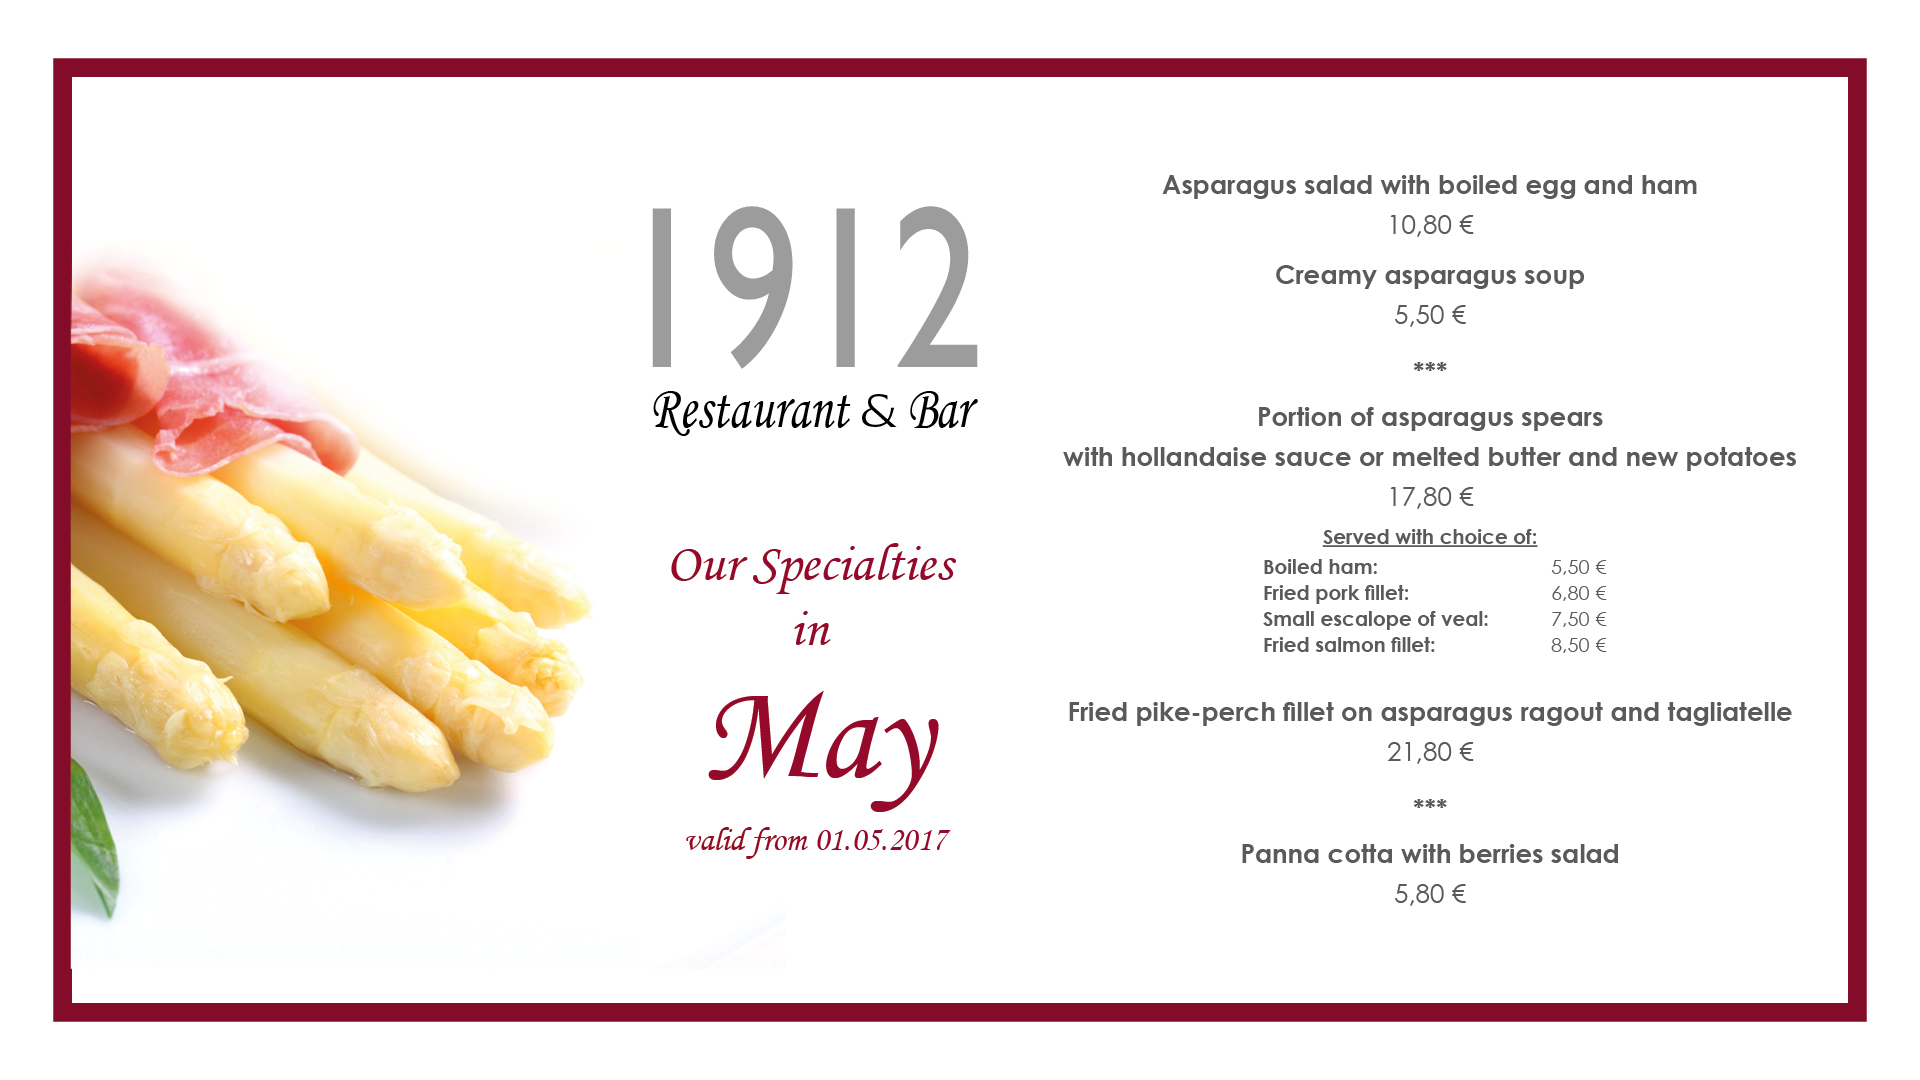 1912
Restaurant & Bar
Our Specialties
in
May
valid from 01.05.2017
Asparagus salad with boiled egg and ham
10,80 €
Creamy asparagus soup
5,50 €
***
Portion of asparagus spears
with hollandaise sauce or melted butter and new potatoes
17,80 €
Served with choice of:
Boiled ham: 5,50 €
Fried pork fillet: 6,80 €
Small escalope of veal: 7,50 €
Fried salmon fillet: 8,50 €
Fried pike-perch fillet on asparagus ragout and tagliatelle
21,80 €
***
Panna cotta with berries salad
5,80 €